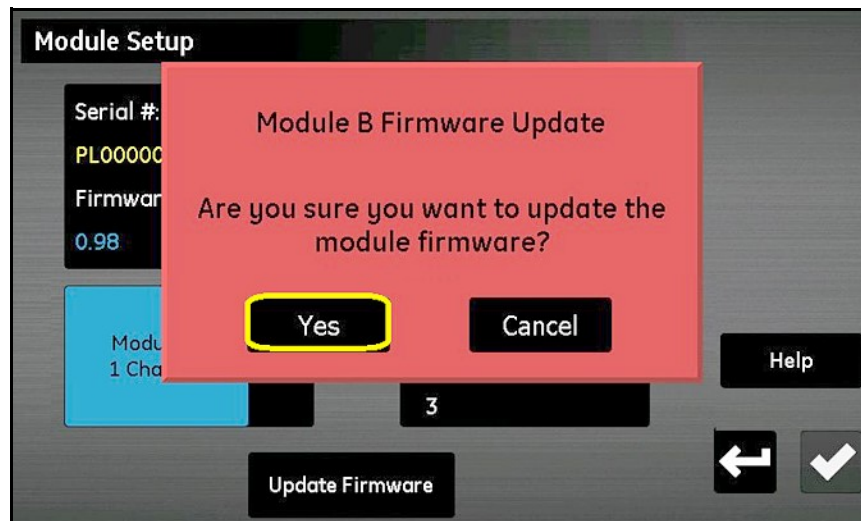 Module Setup
Serial #:
PL00000
Firmwar
0.98
Module B Firmware Update
Are you sure you want to update the
module firmware?
Yes
Cancel
Modu
1 Cha
3
Help
Update Firmware